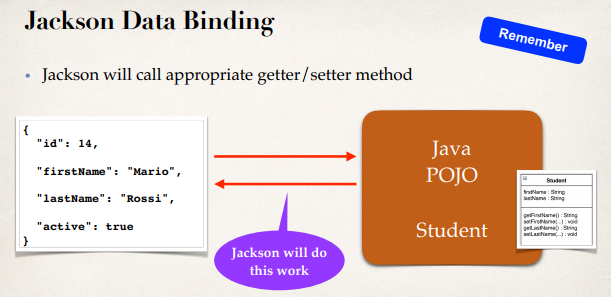 Jackson Data Binding
Remember
• Jackson will call appropriate getter/setter method
{
"id": 14,
"firstName": "Mario",
"lastName": "Rossi",
"active": true
}
Jackson will do
this work
Java
POJO
Student
Student
firstName : String
lastName : String
getFirstName() : String
setFirstName(...) : void
getLastName() : String
setLastName(...) : void